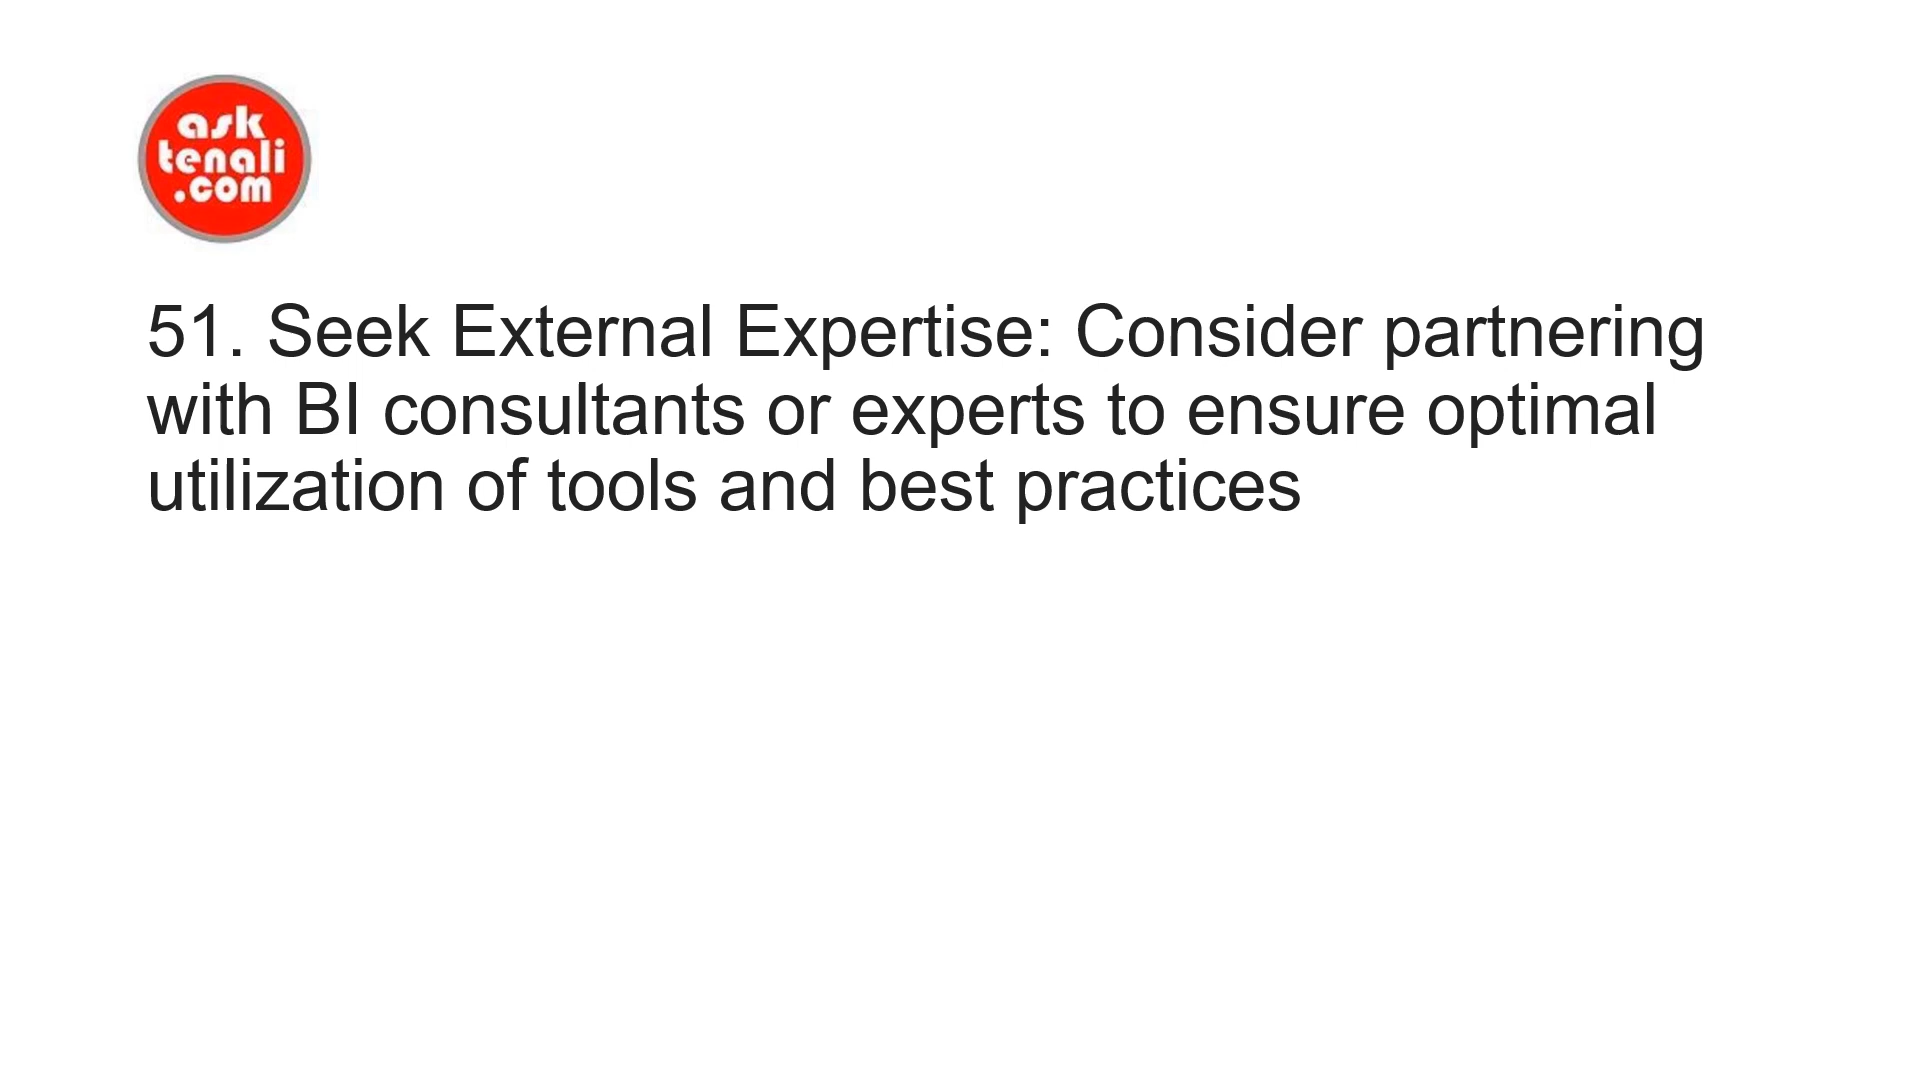 ask
tenali
.com
51. Seek External Expertise: Consider partnering
with BI consultants or experts to ensure optimal
utilization of tools and best practices